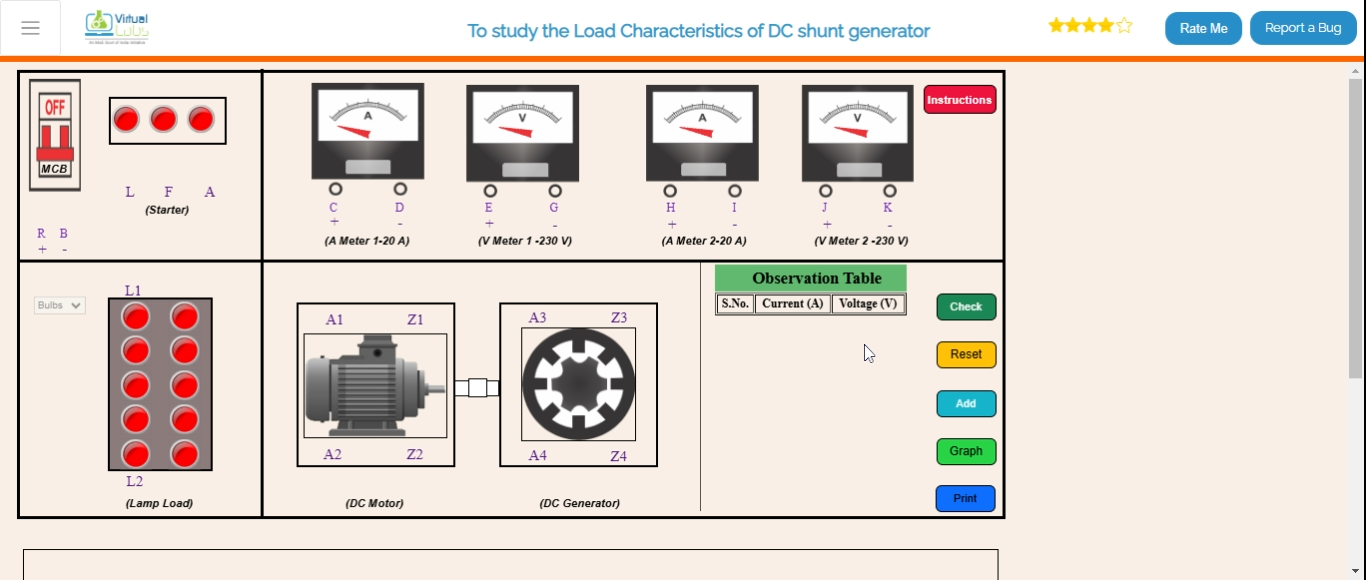 Virtual
Labs
To study the Load Characteristics of DC shunt generator
Rate Me
Report a Bug
OFF
MCB
L F A
(Starter)
R B
+ -
A
C D
+ -
(A Meter 1-20 A)
V
E G
+ -
(V Meter 1 -230 V)
A
H I
+ -
(A Meter 2-20 A)
V
J K
+ -
(V Meter 2 -230 V)
Instructions
Bulbs
L1
L2
(Lamp Load)
A1 Z1
A2 Z2
(DC Motor)
A3 Z3
A4 Z4
(DC Generator)
Observation Table
S.No. Current (A) Voltage (V)
Check
Reset
Add
Graph
Print